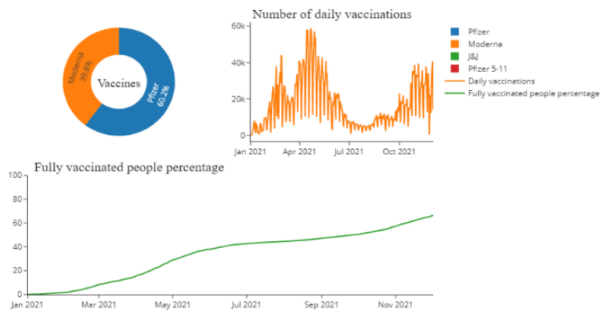 Number of daily vaccinations
Vaccines
Moderna
39.8%
Pfizer
60.2%
60k
40k
20k
0
Jan 2021 Apr 2021 Jul 2021 Oct 2021
Pfizer
Moderna
J&J
Pfizer 5-11
Daily vaccinations
Fully vaccinated people percentage
Fully vaccinated people percentage
100
80
60
40
20
0
Jan 2021 Mar 2021 May 2021 Jul 2021 Sep 2021 Nov 2021